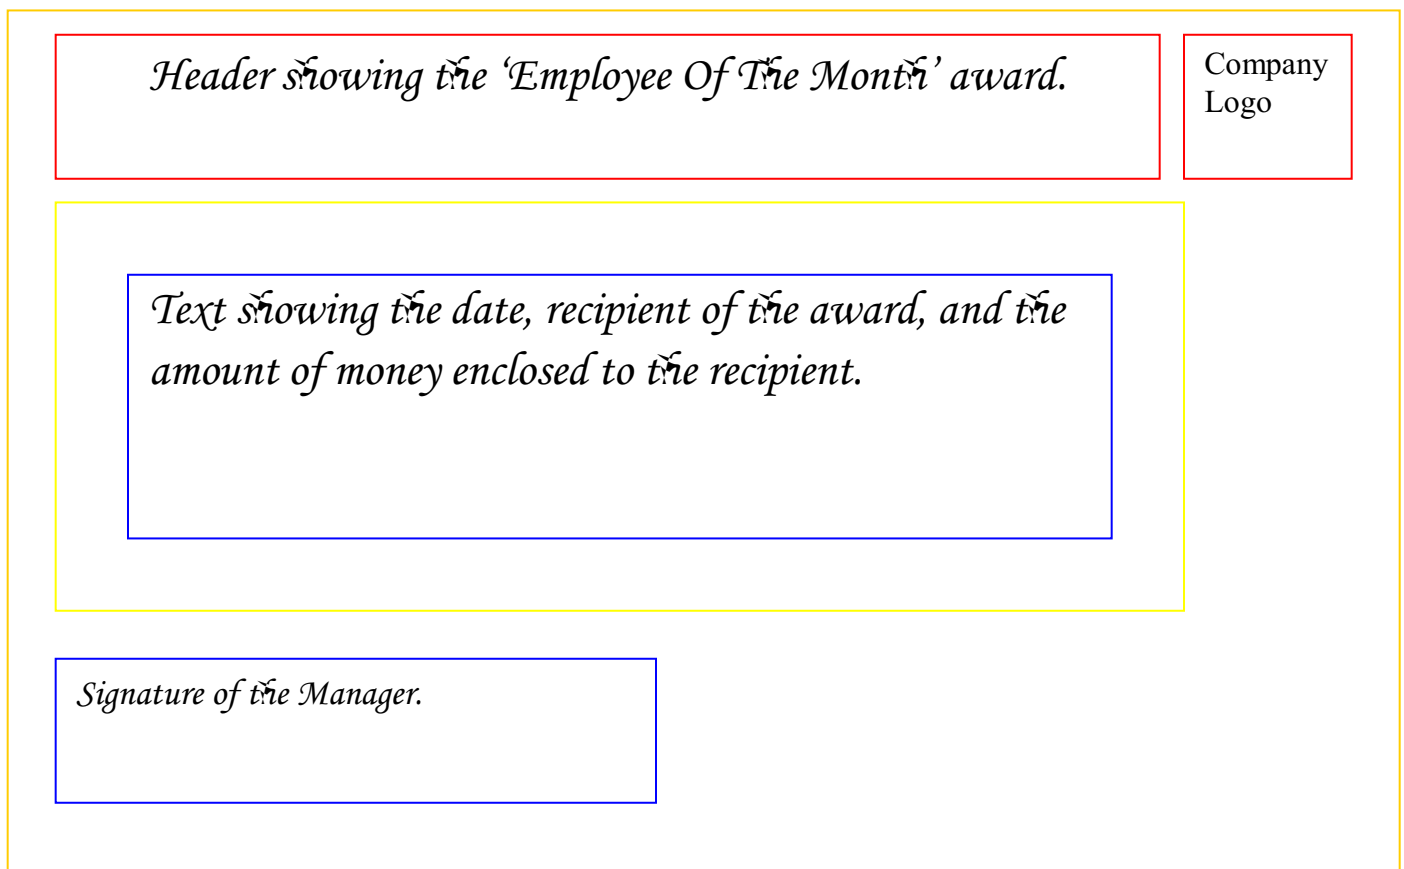 Header showing the ‘Employee Of The Month’ award.
Company
Logo
Text showing the date, recipient of the award, and the
amount of money enclosed to the recipient.
Signature of the Manager.